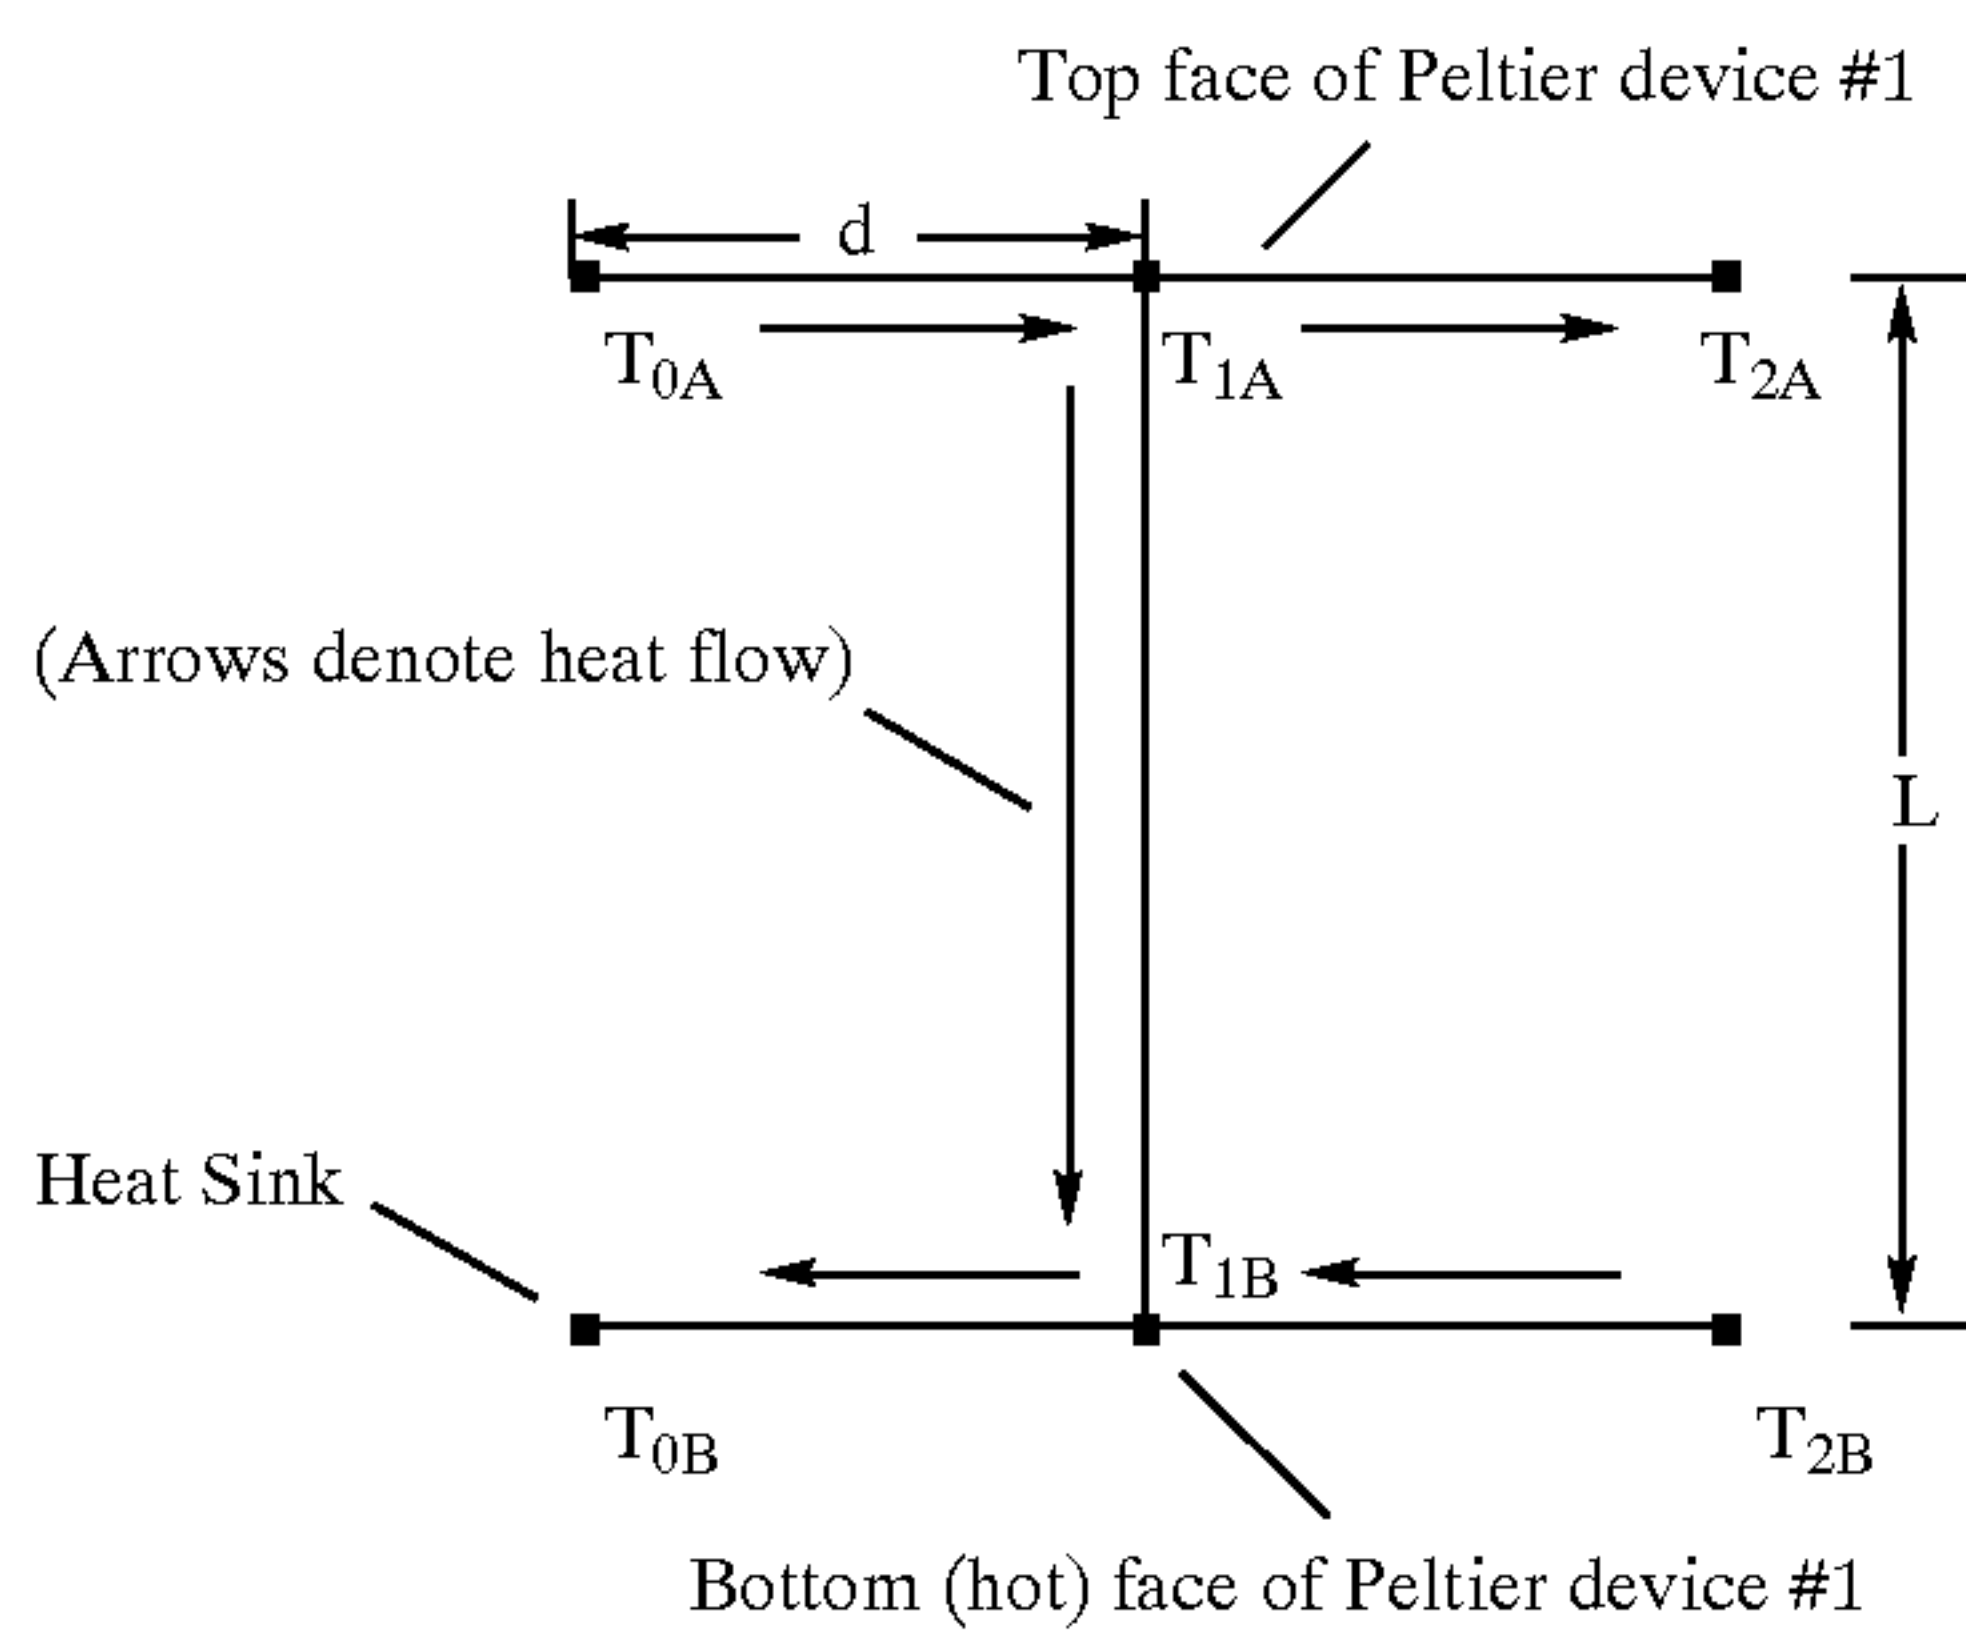 Top face of Peltier device #1
d
T0A
T1A
T2A
(Arrows denote heat flow)
L
Heat Sink
T1B
T0B
T2B
Bottom (hot) face of Peltier device #1